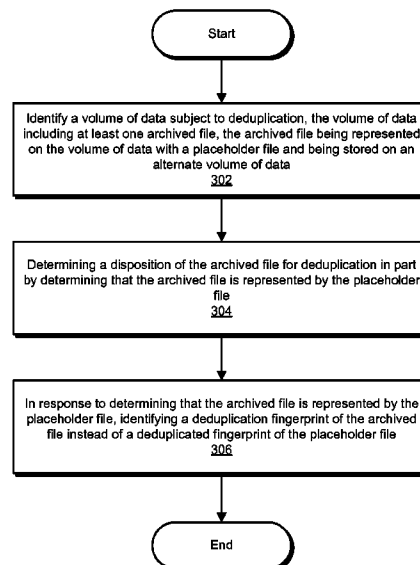 Start
Identify a volume of data subject to deduplication, the volume of data
including at least one archived file, the archived file being represented
on the volume of data with a placeholder file and being stored on an
alternate volume of data
302
Determining a disposition of the archived file for deduplication in part
by determining that the archived file is represented by the placeholder
file
304
In response to determining that the archived file is represented by the
placeholder file, identifying a deduplication fingerprint of the archived
file instead of a deduplicated fingerprint of the placeholder file
306
End